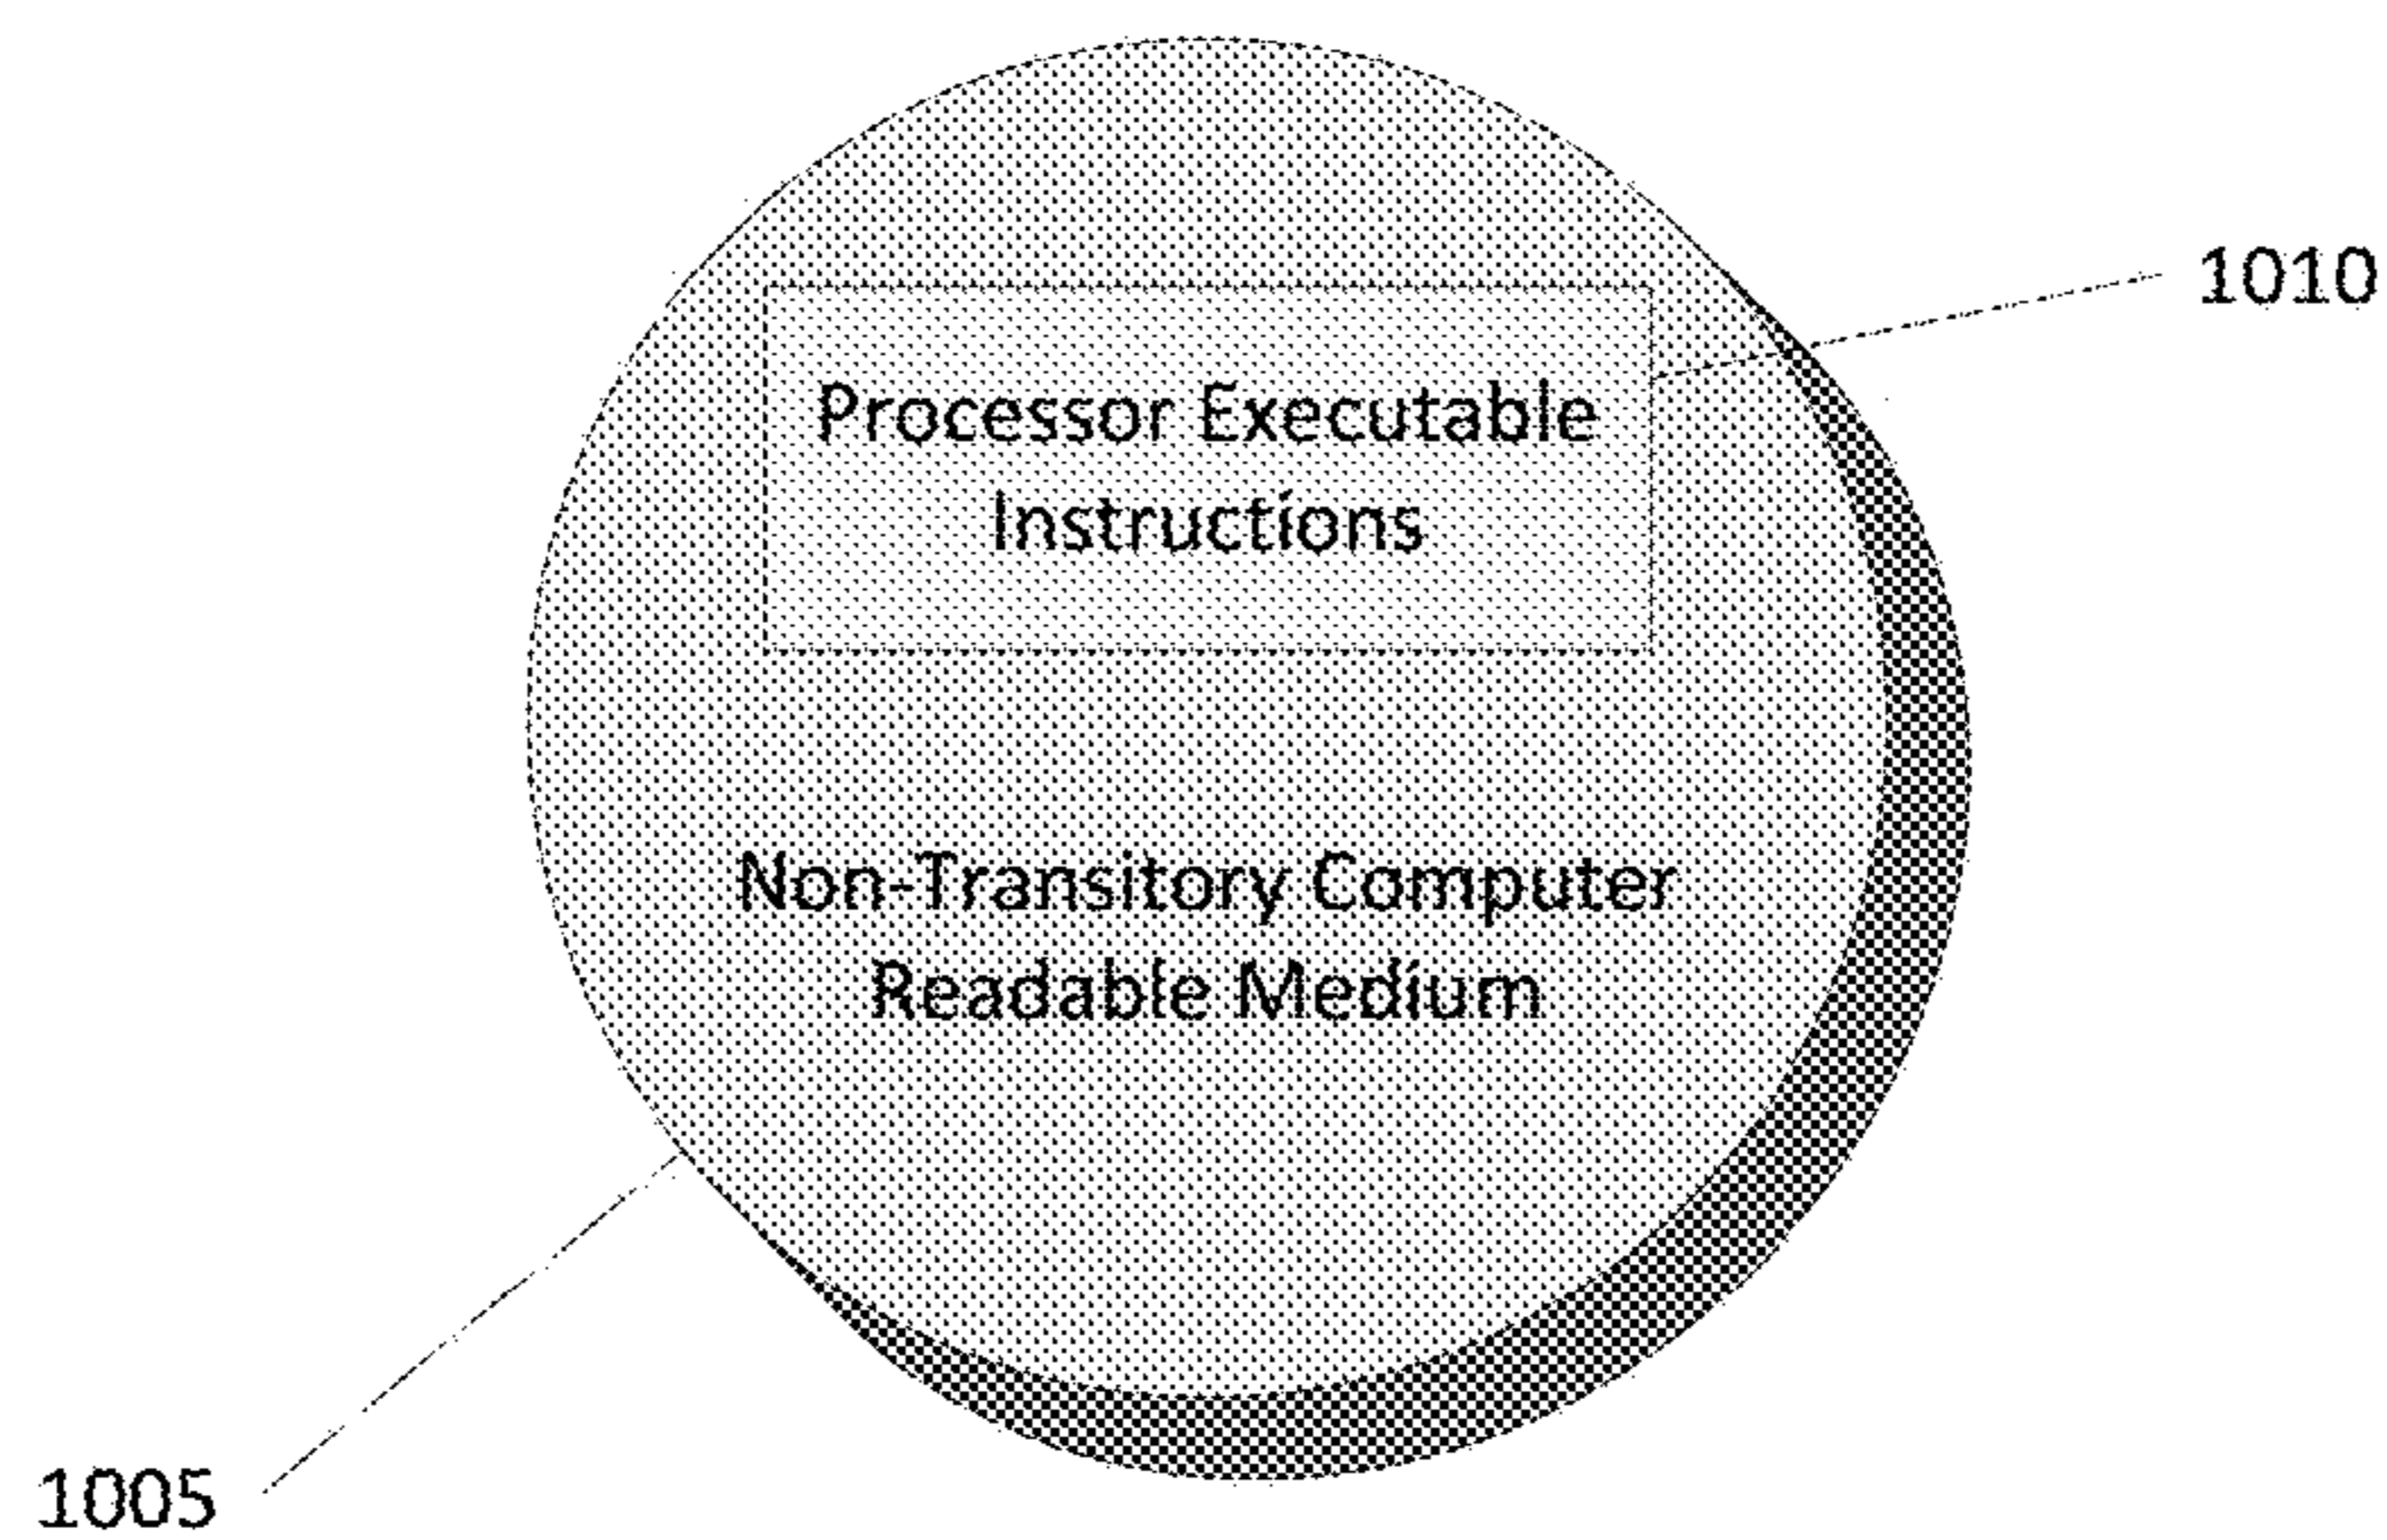 1010
Processor Executable
Instructions
Non-Transitory Computer
Readable Medium
1005